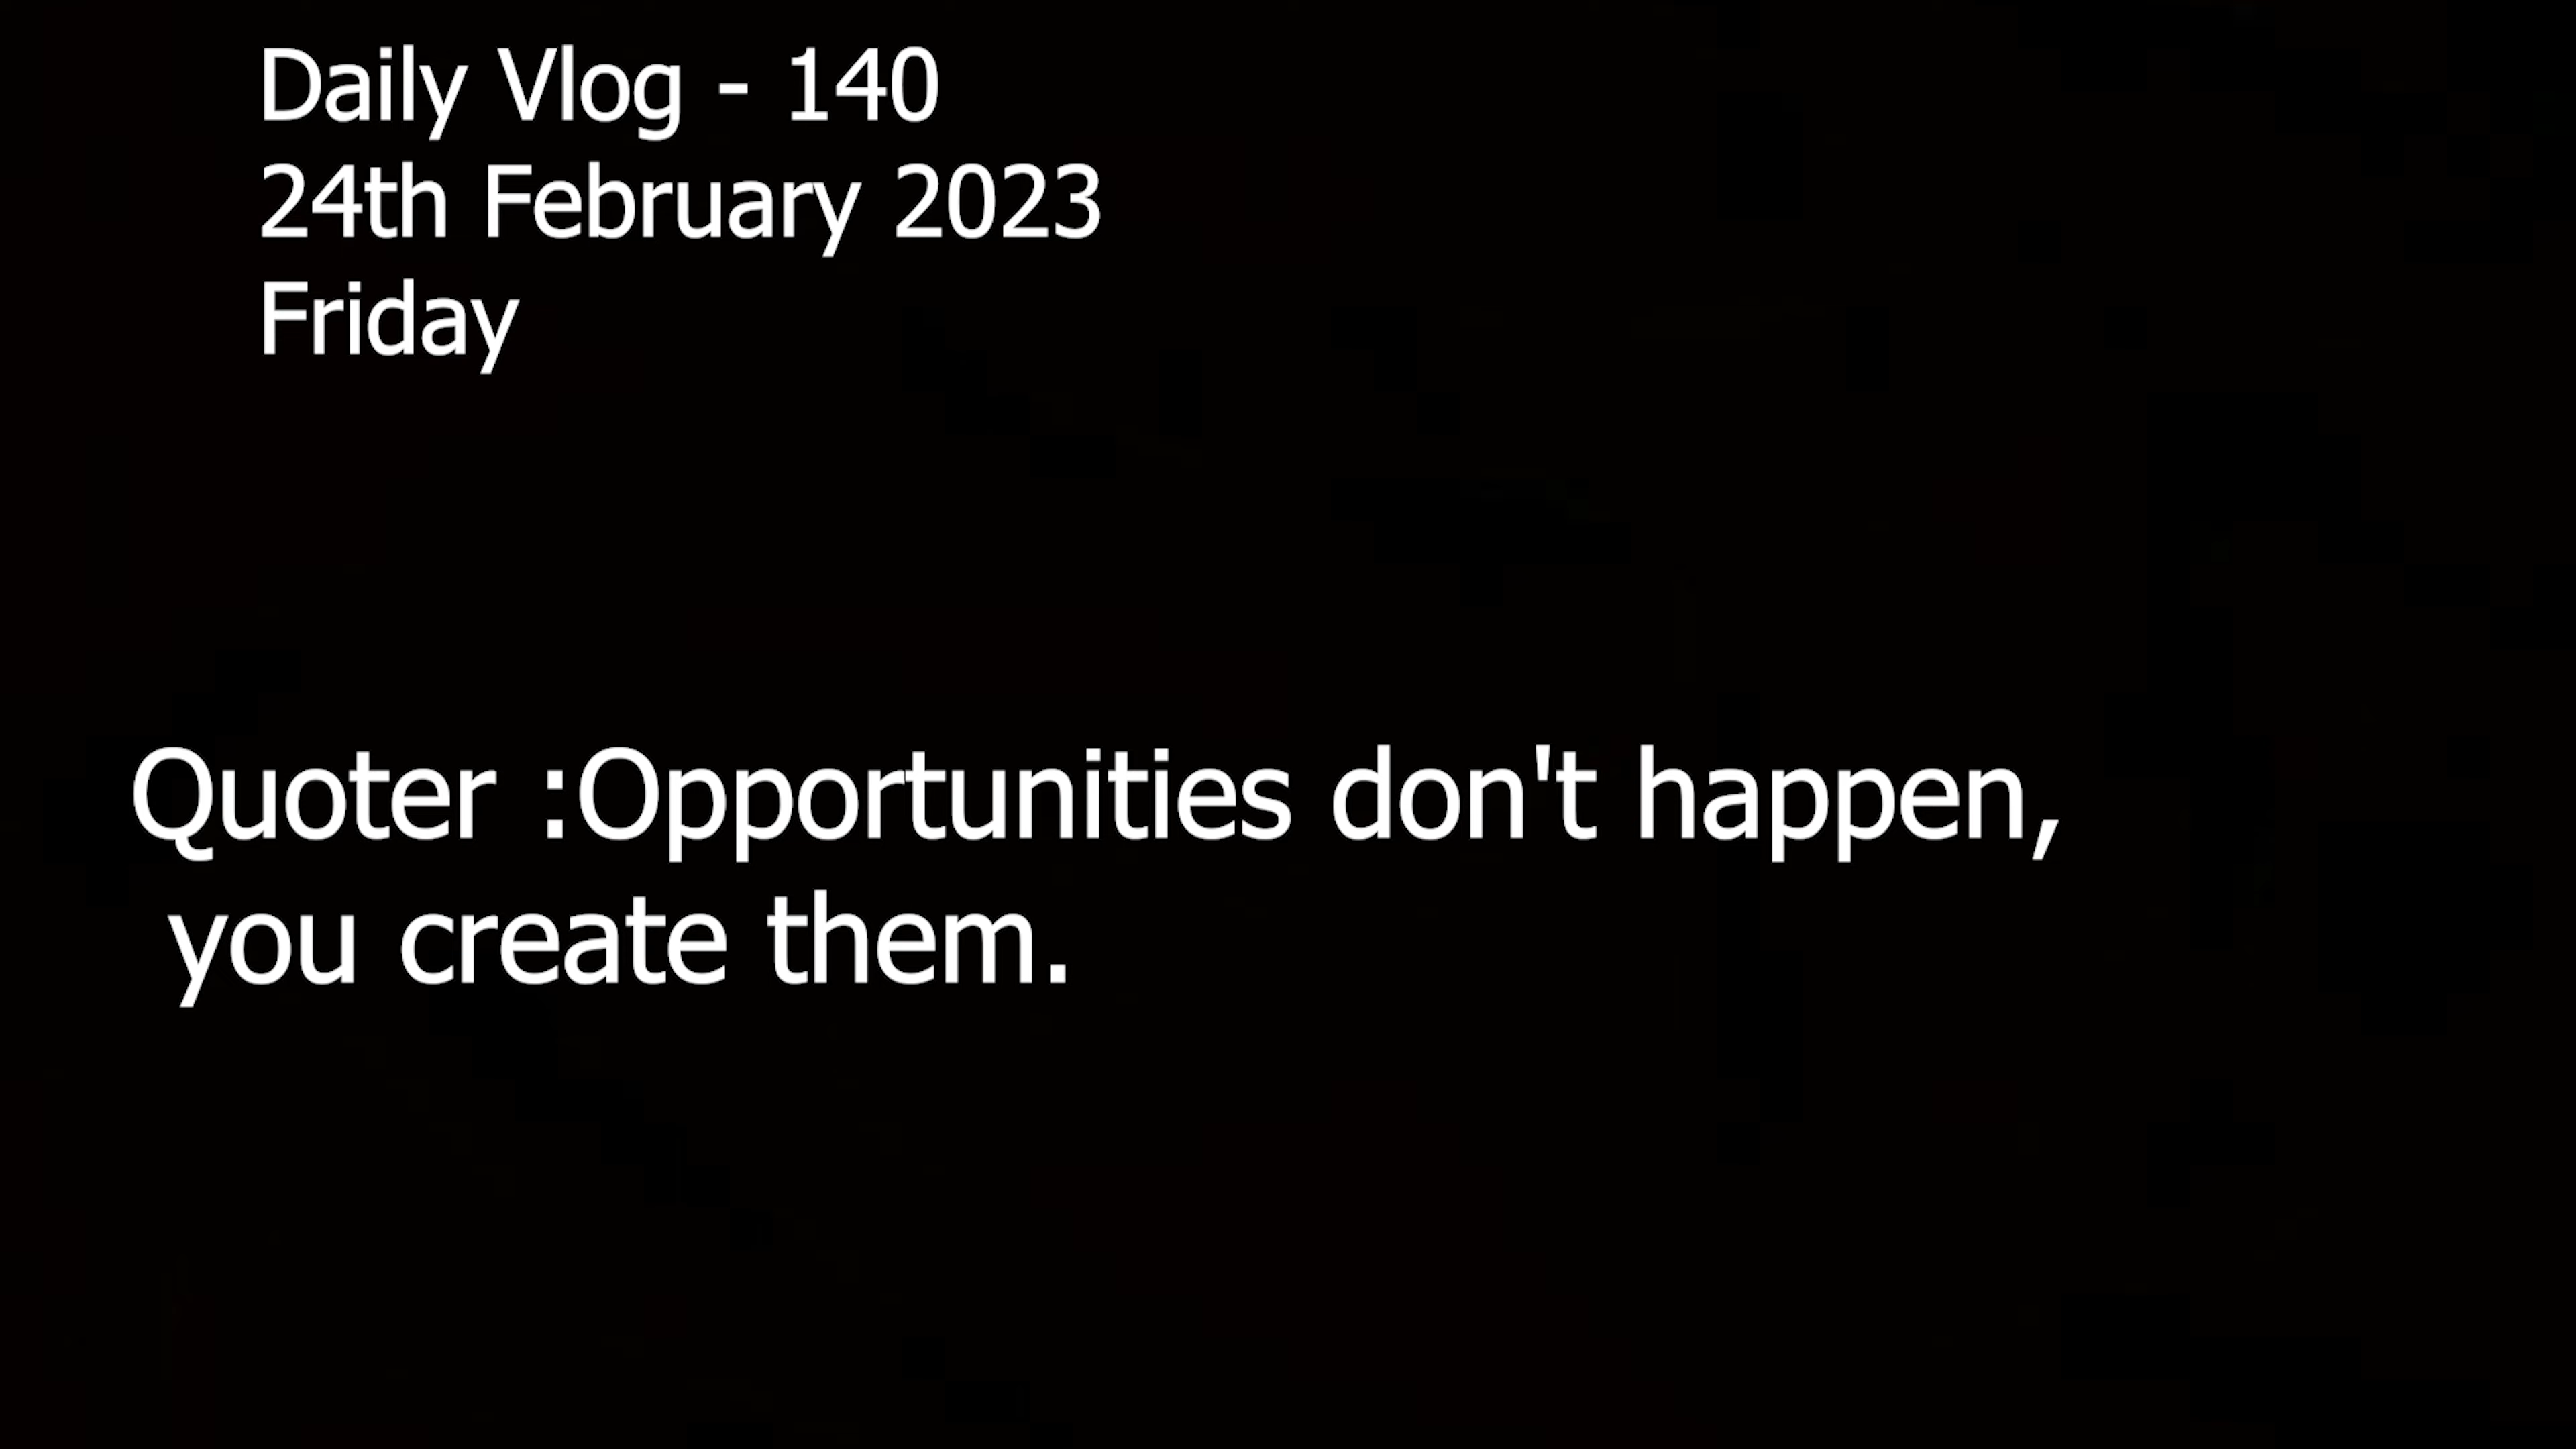 Daily Vlog - 140
24th February 2023
Friday
Quoter :Opportunities don't happen,
you create them.